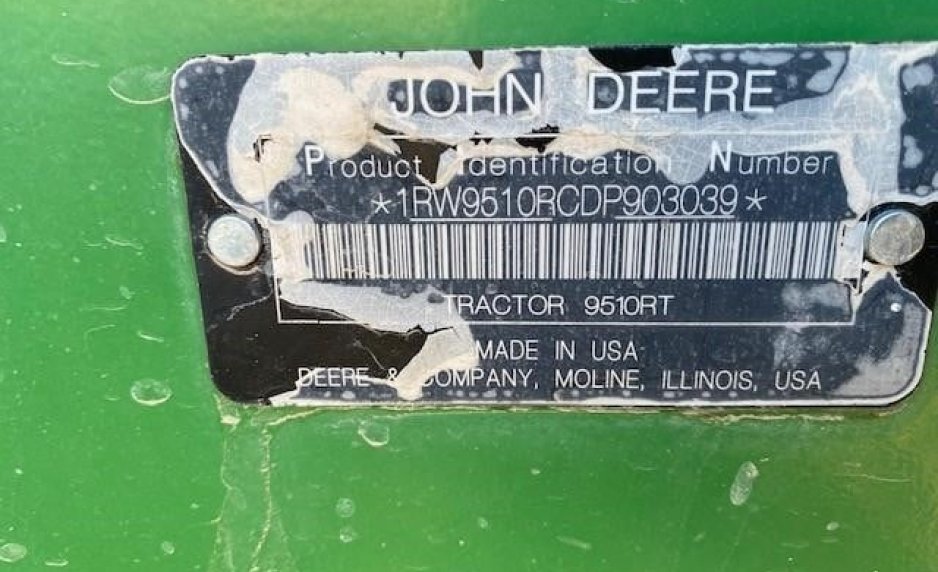 JOHN DEERE
Product Identification Number
*1RW9510RCDP903039*
TRACTOR 9510RT
MADE IN USA
DEERE & COMPANY, MOLINE, ILLINOIS, USA